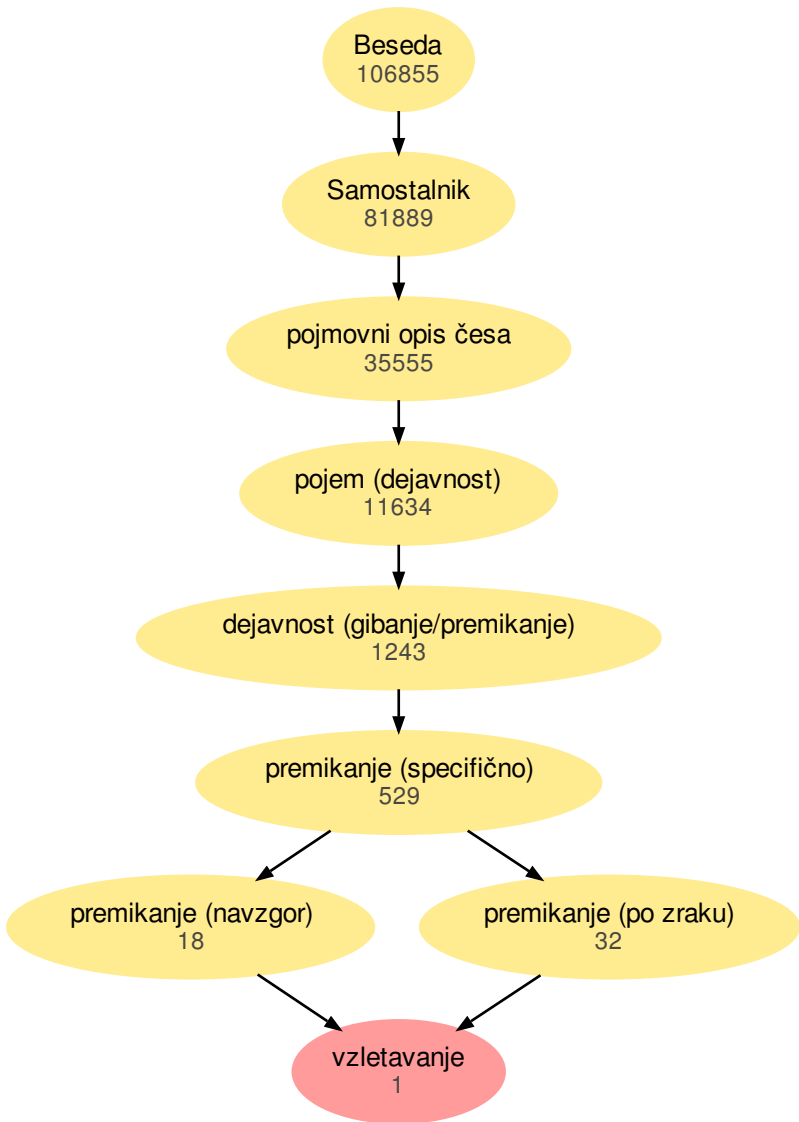 Beseda
106855
Samostalnik
81889
pojmovni opis česa
35555
pojem (dejavnost)
11634
dejavnost (gibanje/premikanje)
1243
premikanje (specifično)
529
premikanje (navzgor)
18
premikanje (po zraku)
32
vzletavanje
1